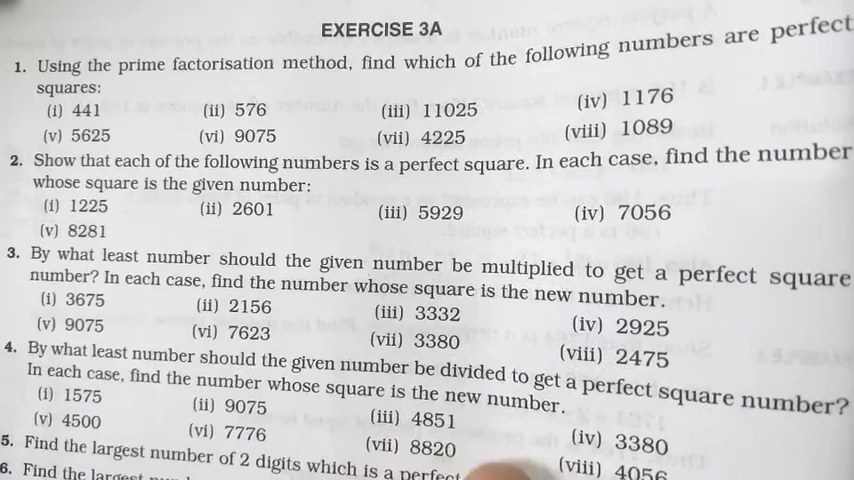 EXERCISE 3A
1. Using the prime factorisation method, find which of the following numbers are perfect
squares:
(i) 441 (ii) 576 (iii) 11025 (iv) 1176
(v) 5625 (vi) 9075 (vii) 4225 (viii) 1089
2. Show that each of the following numbers is a perfect square. In each case, find the number
whose square is the given number:
(i) 1225 (ii) 2601 (iii) 5929 (iv) 7056
(v) 8281
3. By what least number should the given number be multiplied to get a perfect square
number? In each case, find the number whose square is the new number.
(i) 3675 (ii) 2156 (iii) 3332 (iv) 2925
(v) 9075 (vi) 7623 (vii) 3380 (viii) 2475
4. By what least number should the given number be divided to get a perfect square number?
In each case, find the number whose square is the new number.
(i) 1575 (ii) 9075 (iii) 4851 (iv) 3380
(v) 4500 (vi) 7776 (vii) 8820 (viii) 4056
5. Find the largest number of 2 digits which is a perfect
6. Find the largest